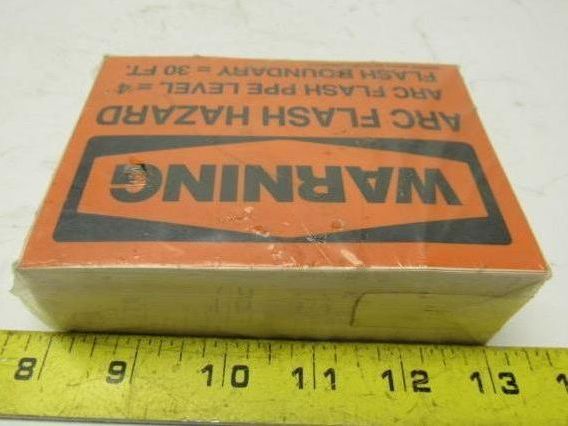 WARNING
ARC FLASH HAZARD
ARC FLASH PPE LEVEL = 4
FLASH BOUNDARY = 30 FT.
8 9 10 11 12 13 1